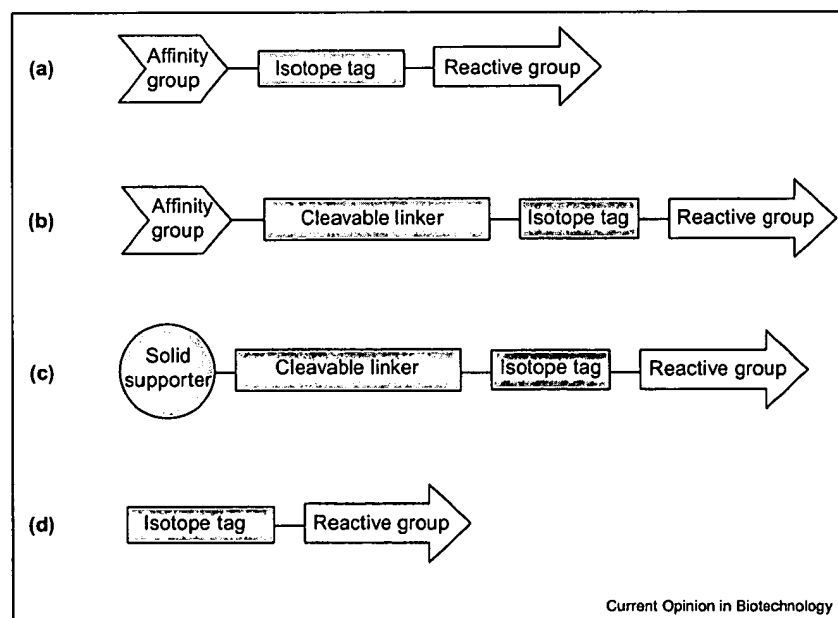 (a)
Affinity
group
Isotope tag
Reactive group
(b)
Affinity
group
Cleavable linker
Isotope tag
Reactive group
(c)
Solid
supporter
Cleavable linker
Isotope tag
Reactive group
(d)
Isotope tag
Reactive group
Current Opinion in Biotechnology